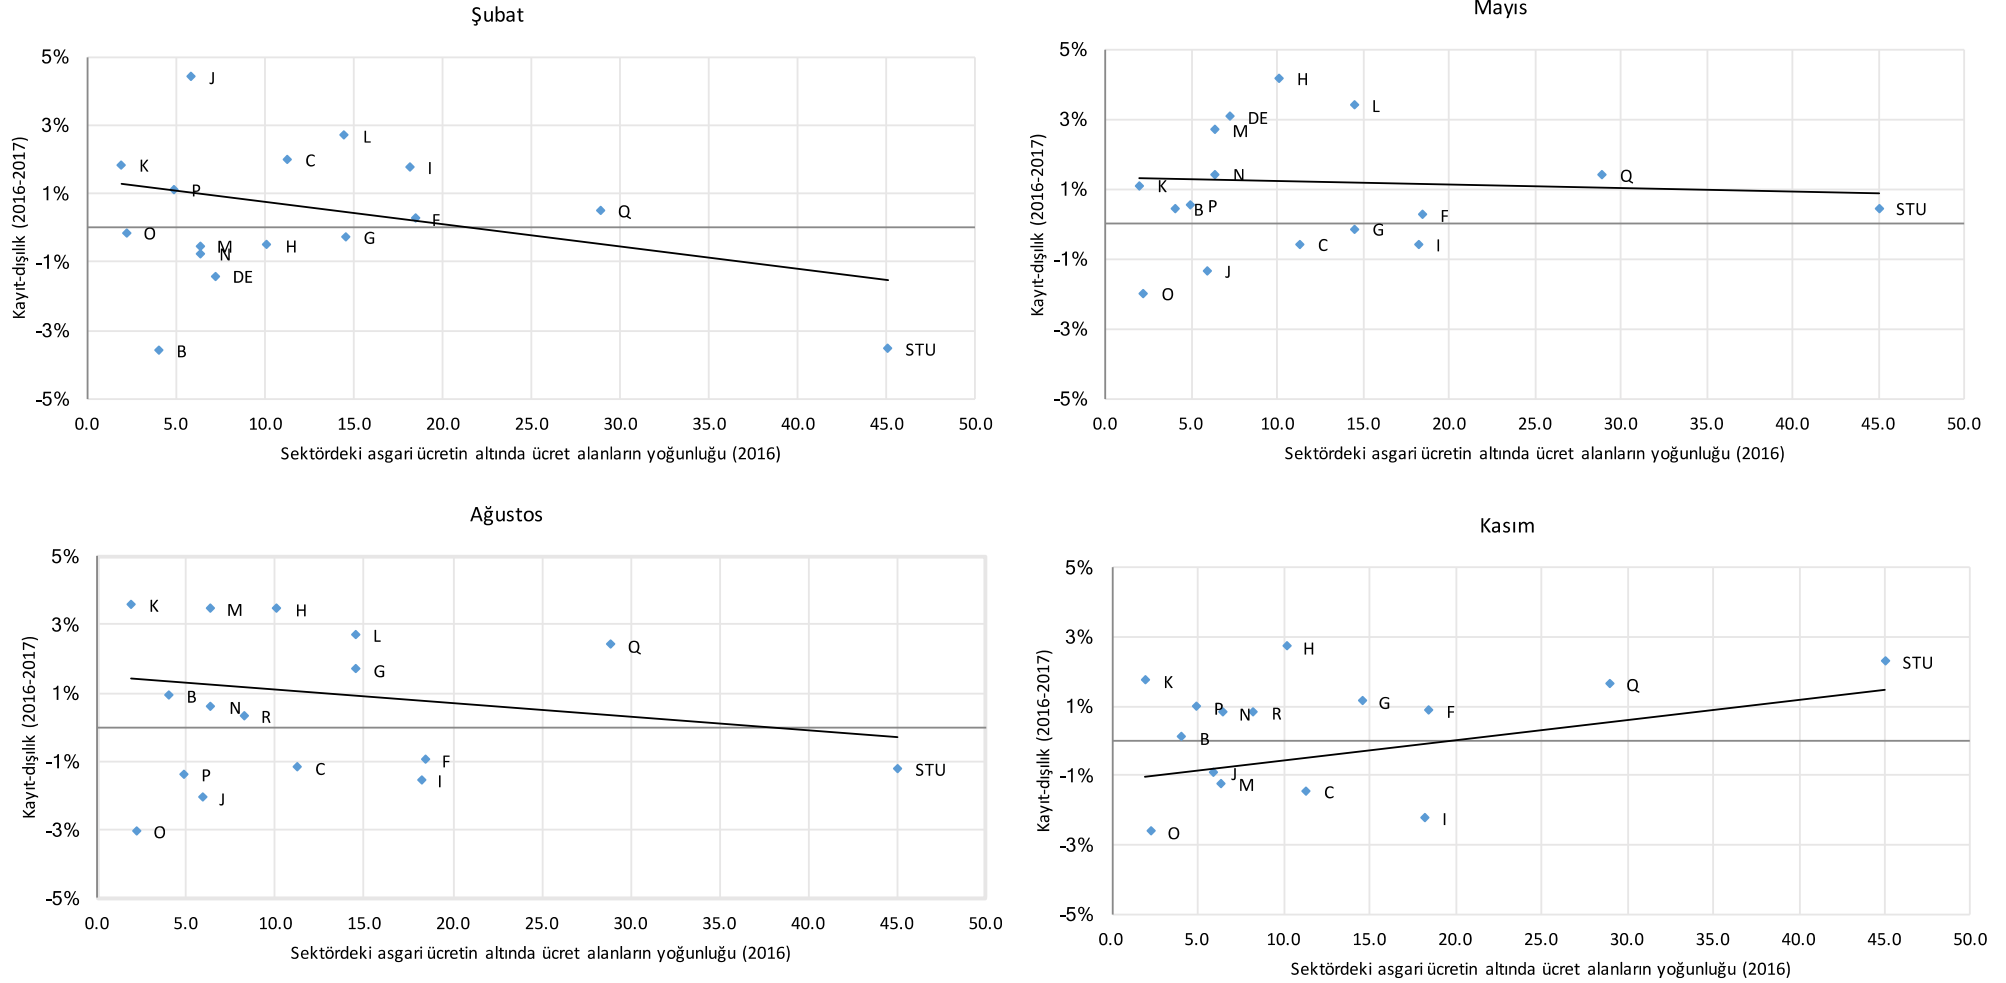 Şubat
5%
3%
1%
-1%
-3%
-5%
Kayıt-dışılık (2016-2017)
J
K
P
L
C
I
O
M
N
H
G
F
Q
DE
B
STU
0.0 5.0 10.0 15.0 20.0 25.0 30.0 35.0 40.0 45.0 50.0
Sektördeki asgari ücretin altında ücret alanların yoğunluğu (2016)
Mayıs
5%
3%
1%
-1%
-3%
-5%
Kayıt-dışılık (2016-2017)
H
L
DE
M
N
Q
K
B
P
F
STU
G
C
I
J
O
0.0 5.0 10.0 15.0 20.0 25.0 30.0 35.0 40.0 45.0 50.0
Sektördeki asgari ücretin altında ücret alanların yoğunluğu (2016)
Ağustos
5%
3%
1%
-1%
-3%
-5%
Kayıt-dışılık (2016-2017)
K
M
H
L
Q
G
B
N
R
P
C
F
I
STU
J
O
0.0 5.0 10.0 15.0 20.0 25.0 30.0 35.0 40.0 45.0 50.0
Sektördeki asgari ücretin altında ücret alanların yoğunluğu (2016)
Kasım
5%
3%
1%
-1%
-3%
-5%
Kayıt-dışılık (2016-2017)
H
STU
K
Q
P
N
R
G
F
B
J
M
C
I
O
0.0 5.0 10.0 15.0 20.0 25.0 30.0 35.0 40.0 45.0 50.0
Sektördeki asgari ücretin altında ücret alanların yoğunluğu (2016)